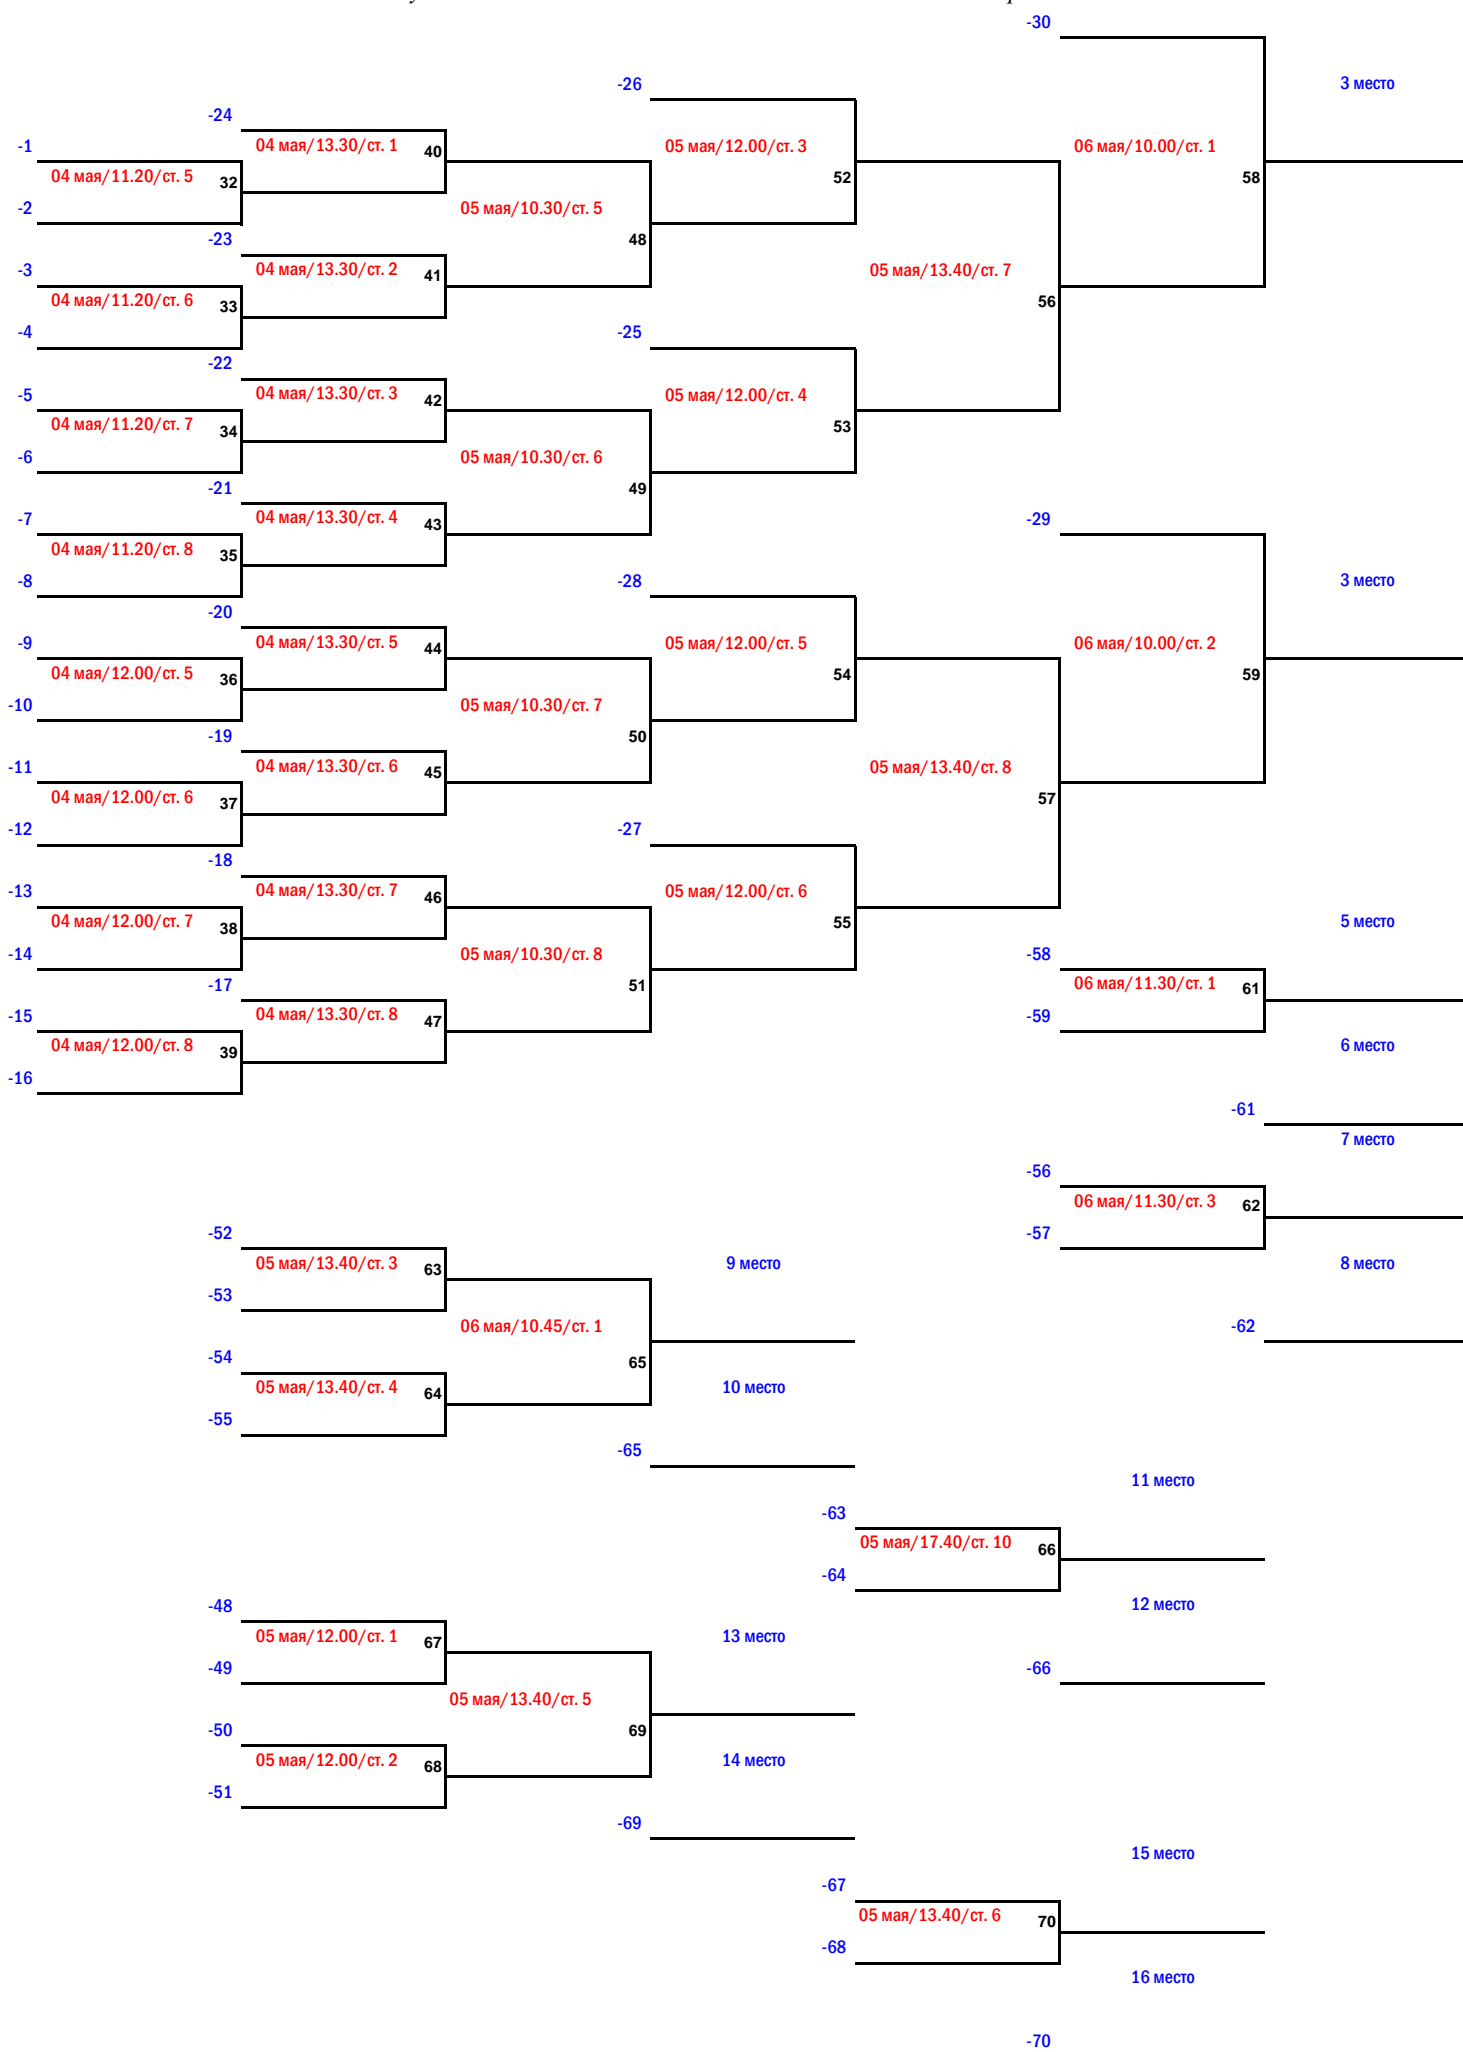 -30
3 место
-26
-24
-1
04 мая/13.30/ст. 1
40
05 мая/12.00/ст. 3
06 мая/10.00/ст. 1
04 мая/11.20/ст. 5
32
52
58
-2
05 мая/10.30/ст. 5
-23
48
-3
04 мая/13.30/ст. 2
41
05 мая/13.40/ст. 7
04 мая/11.20/ст. 6
33
56
-4
-25
-22
-5
04 мая/13.30/ст. 3
42
05 мая/12.00/ст. 4
04 мая/11.20/ст. 7
34
53
-6
05 мая/10.30/ст. 6
-21
49
-7
04 мая/13.30/ст. 4
43
-29
04 мая/11.20/ст. 8
35
-8
-28
3 место
-20
-9
04 мая/13.30/ст. 5
44
05 мая/12.00/ст. 5
06 мая/10.00/ст. 2
04 мая/12.00/ст. 5
36
54
59
-10
05 мая/10.30/ст. 7
-19
50
-11
04 мая/13.30/ст. 6
45
05 мая/13.40/ст. 8
04 мая/12.00/ст. 6
37
57
-12
-27
-18
-13
04 мая/13.30/ст. 7
46
05 мая/12.00/ст. 6
04 мая/12.00/ст. 7
38
55
5 место
-14
05 мая/10.30/ст. 8
-58
-17
51
06 мая/11.30/ст. 1
61
-15
04 мая/13.30/ст. 8
47
-59
04 мая/12.00/ст. 8
39
6 место
-16
-61
7 место
-56
06 мая/11.30/ст. 3
62
-52
-57
05 мая/13.40/ст. 3
63
9 место
8 место
-53
06 мая/10.45/ст. 1
-62
-54
65
05 мая/13.40/ст. 4
64
10 место
-55
-65
11 место
-63
05 мая/17.40/ст. 10
66
-64
-48
12 место
05 мая/12.00/ст. 1
67
13 место
-49
-66
05 мая/13.40/ст. 5
-50
69
05 мая/12.00/ст. 2
68
14 место
-51
-69
15 место
-67
05 мая/13.40/ст. 6
70
-68
16 место
-70